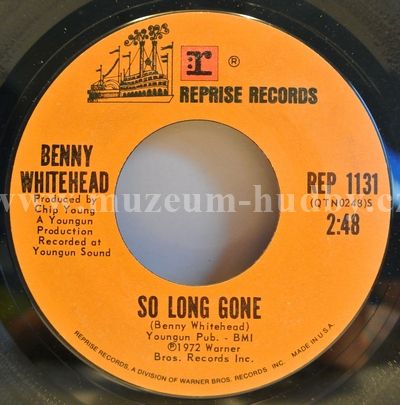 r ®
REPRISE RECORDS
BENNY
WHITEHEAD
Produced by
Chip Young
A Youngun
Production
Recorded at
Youngun Sound
REP 1131
(QTN0248)S
2:48
www.muzeum-hudby.cz
SO LONG GONE
(Benny Whitehead)
Youngun Pub. - BMI
℗1972 Warner
Bros. Records Inc.
REPRISE RECORDS, A DIVISION OF WARNER BROS. RECORDS INC. MADE IN U.S.A.